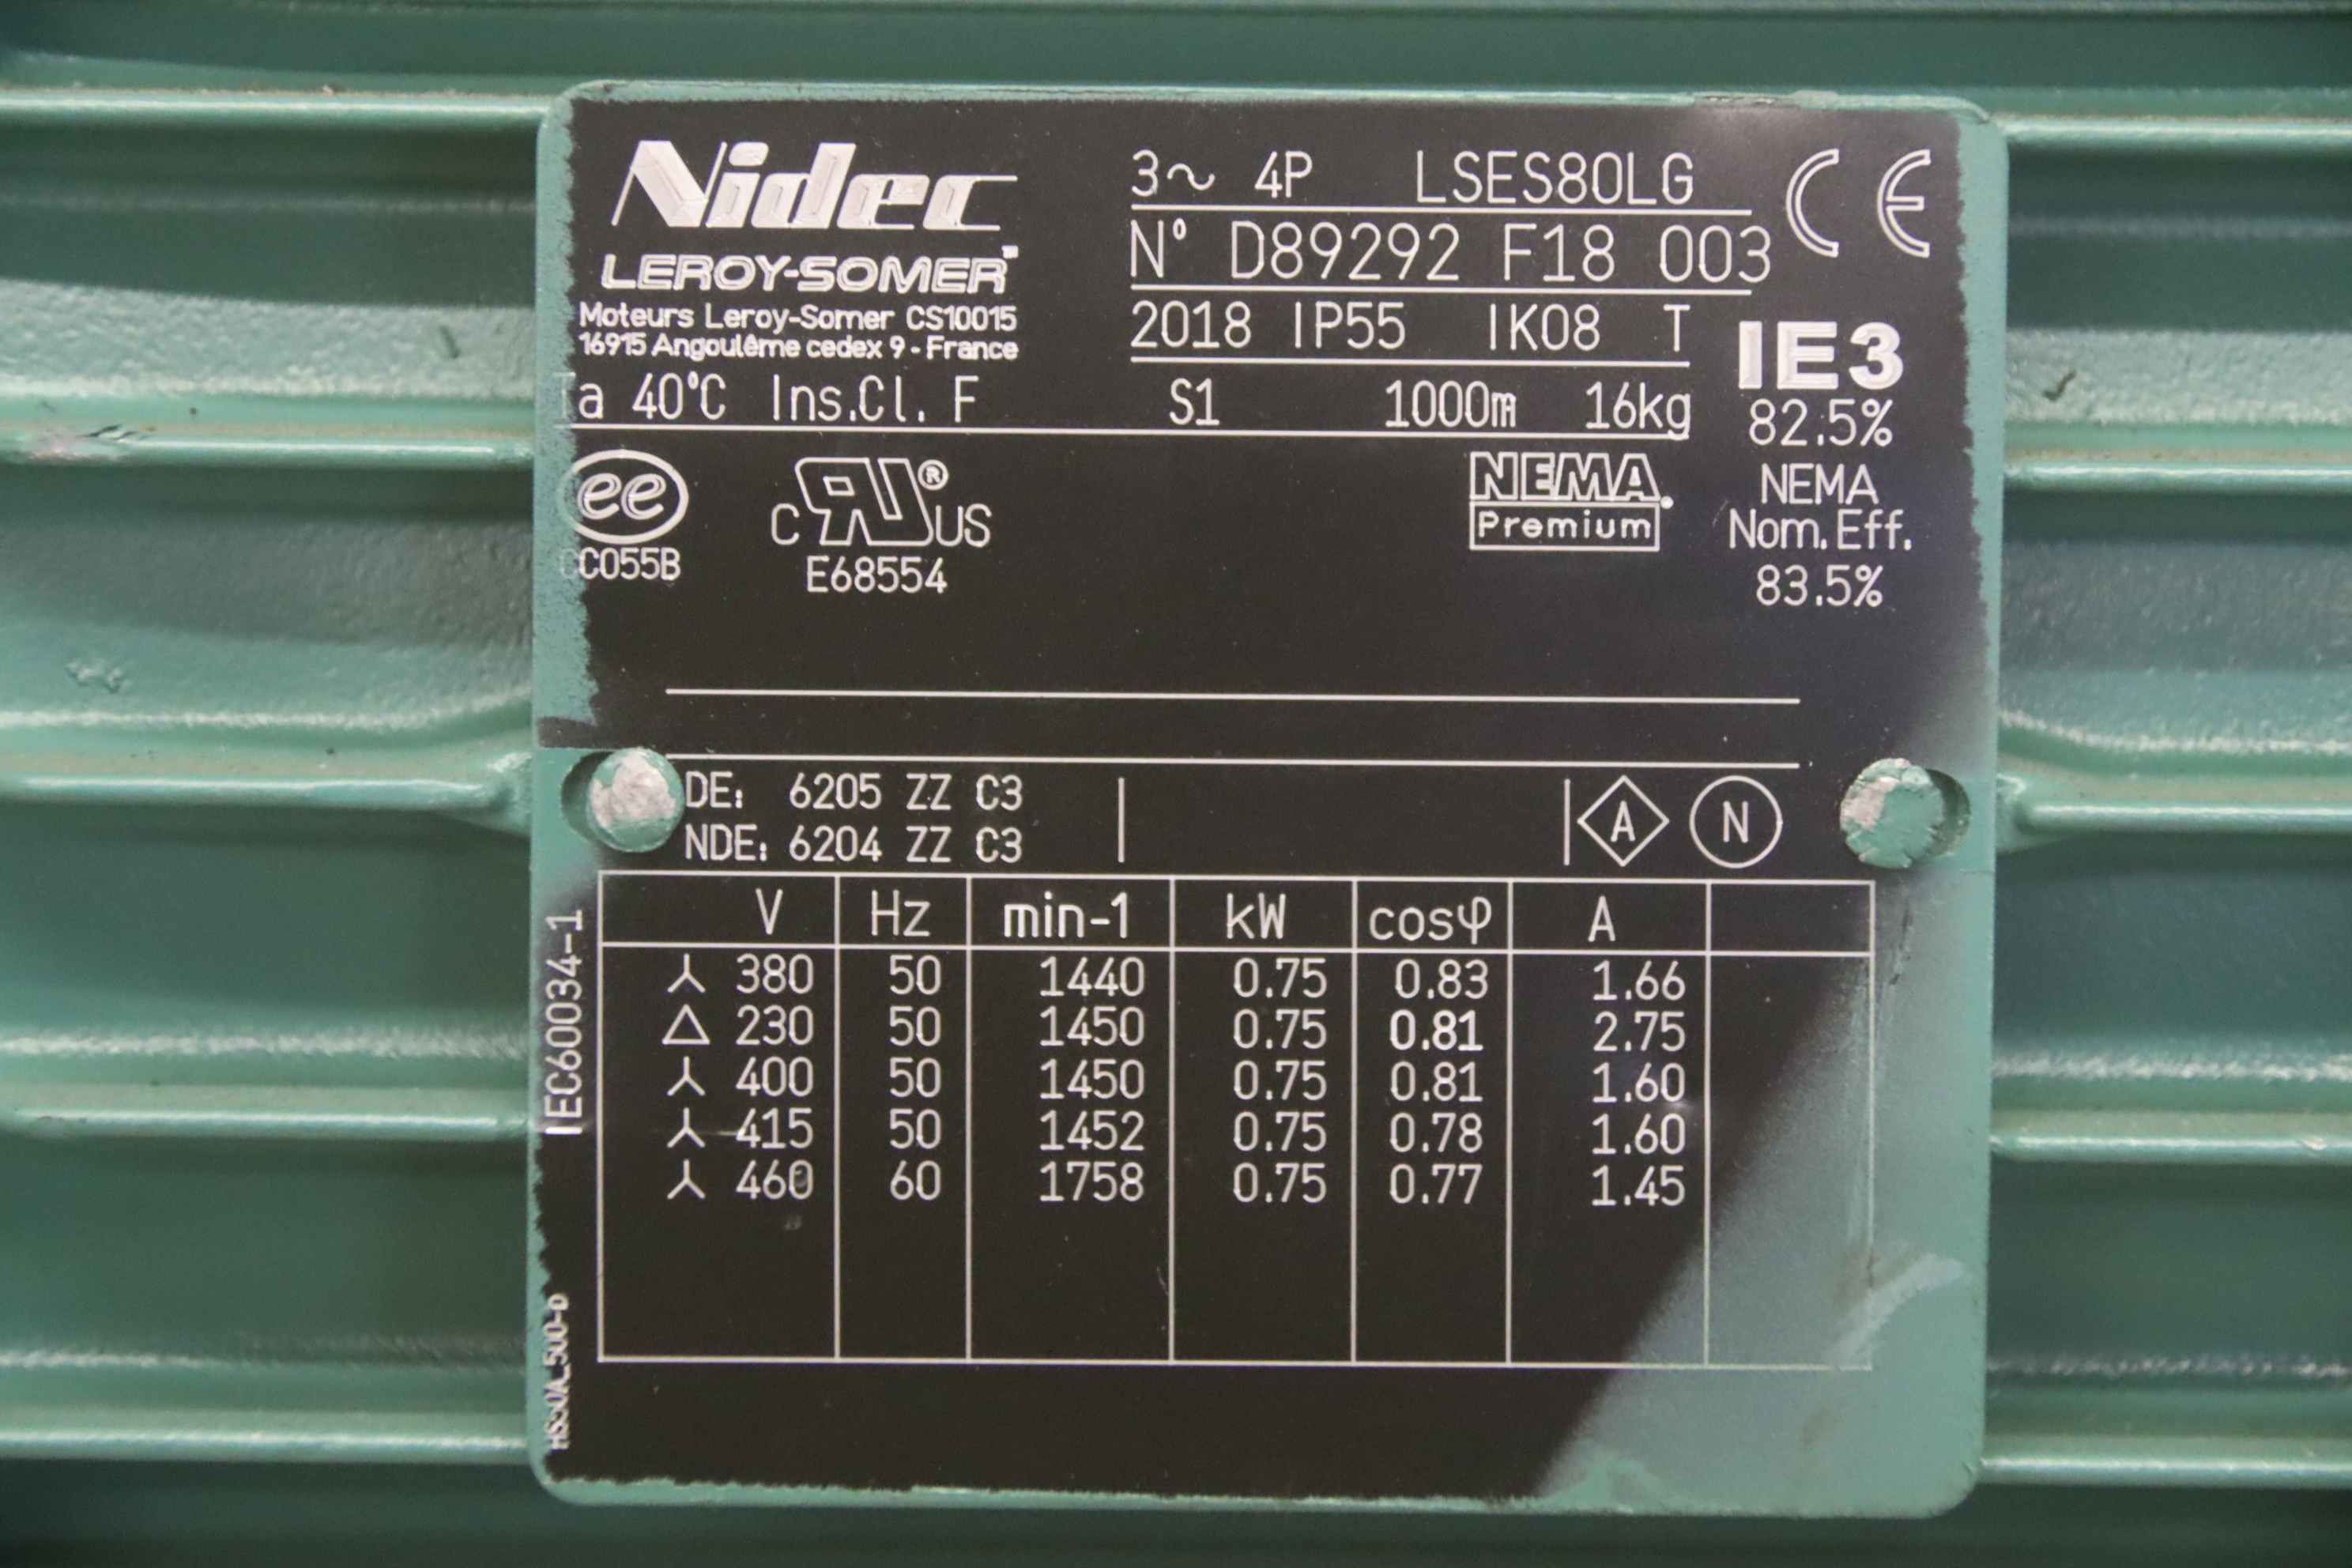 Nidec
LEROY-SOMER
Moteurs Leroy-Somer CS10015
16915 Angoulême cedex 9 - France
3~ 4P LSES80LG
N° D89292 F18 003
CE
2018 IP55 IK08 T
IE3
82.5%
Ta 40°C Ins.Cl. F S1 1000m 16kg
ee
CC055B
c RU ® US
E68554
NEMA
Premium
NEMA
Nom. Eff.
83.5%
DE: 6205 ZZ C3
NDE: 6204 ZZ C3
A N
IEC60034-1
V Hz min-1 kW cosφ A
⅄ 380 50 1440 0.75 0.83 1.66
△ 230 50 1450 0.75 0.81 2.75
⅄ 400 50 1450 0.75 0.81 1.60
⅄ 415 50 1452 0.75 0.78 1.60
⅄ 460 60 1758 0.75 0.77 1.45